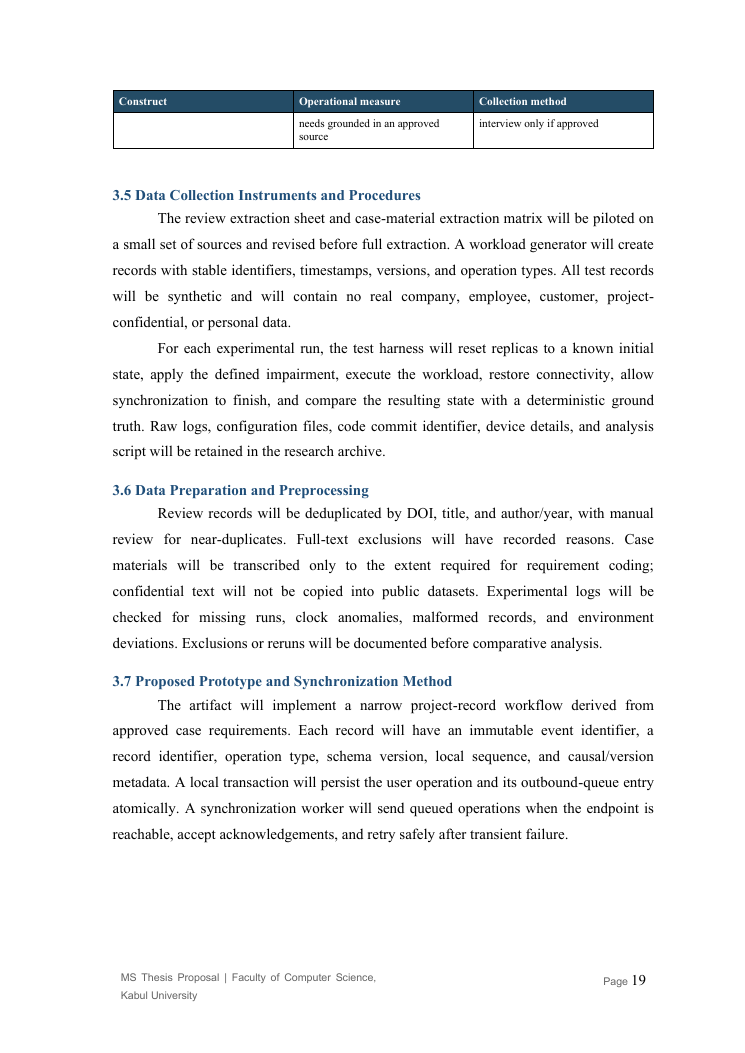 Construct Operational measure Collection method
needs grounded in an approved interview only if approved
source
3.5 Data Collection Instruments and Procedures
The review extraction sheet and case-material extraction matrix will be piloted on
a small set of sources and revised before full extraction. A workload generator will create
records with stable identifiers, timestamps, versions, and operation types. All test records
will be synthetic and will contain no real company, employee, customer, project-
confidential, or personal data.
For each experimental run, the test harness will reset replicas to a known initial
state, apply the defined impairment, execute the workload, restore connectivity, allow
synchronization to finish, and compare the resulting state with a deterministic ground
truth. Raw logs, configuration files, code commit identifier, device details, and analysis
script will be retained in the research archive.
3.6 Data Preparation and Preprocessing
Review records will be deduplicated by DOI, title, and author/year, with manual
review for near-duplicates. Full-text exclusions will have recorded reasons. Case
materials will be transcribed only to the extent required for requirement coding;
confidential text will not be copied into public datasets. Experimental logs will be
checked for missing runs, clock anomalies, malformed records, and environment
deviations. Exclusions or reruns will be documented before comparative analysis.
3.7 Proposed Prototype and Synchronization Method
The artifact will implement a narrow project-record workflow derived from
approved case requirements. Each record will have an immutable event identifier, a
record identifier, operation type, schema version, local sequence, and causal/version
metadata. A local transaction will persist the user operation and its outbound-queue entry
atomically. A synchronization worker will send queued operations when the endpoint is
reachable, accept acknowledgements, and retry safely after transient failure.
MS Thesis Proposal | Faculty of Computer Science,
Kabul University
Page 19